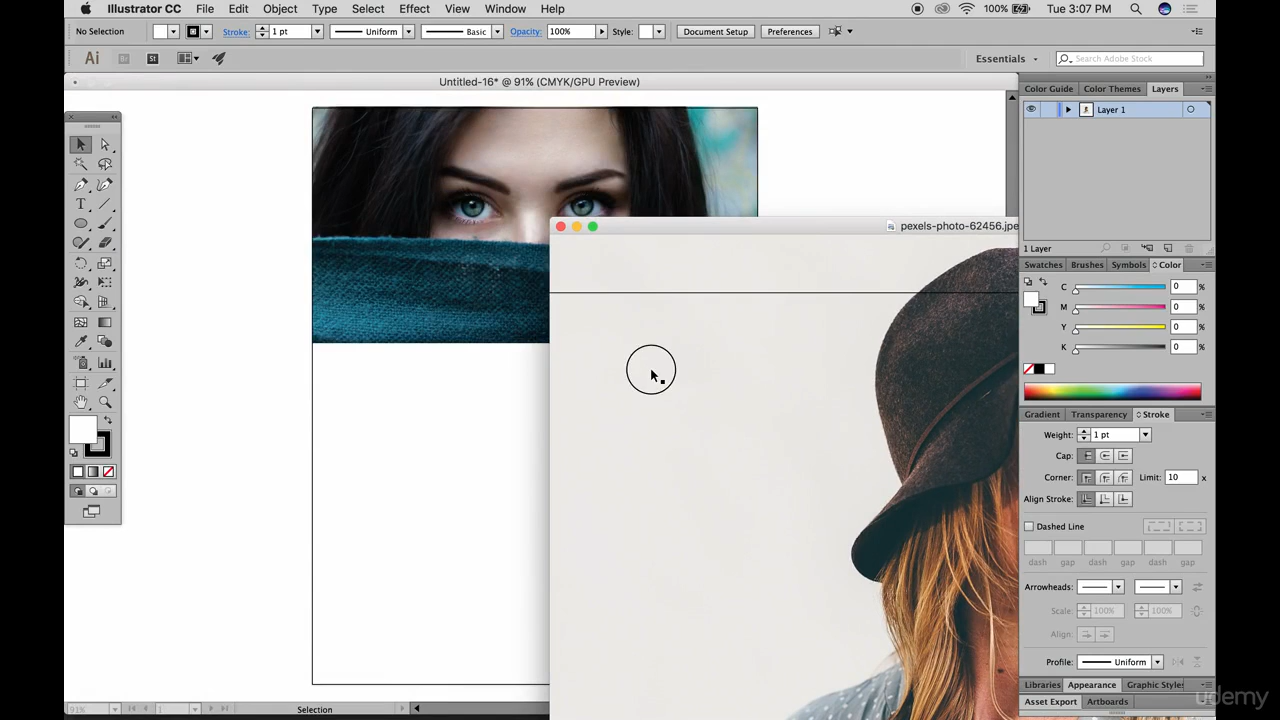 Illustrator CC File Edit Object Type Select Effect View Window Help 100% Tue 3:07 PM
No Selection Stroke: 1 pt Uniform Basic Opacity: 100% Style: Document Setup Preferences
Ai Br St Essentials Search Adobe Stock
Untitled-16* @ 91% (CMYK/GPU Preview)
Color Guide Color Themes Layers
Layer 1
pexels-photo-62456.jpe
1 Layer
Swatches Brushes Symbols Color
C 0 %
M 0 %
Y 0 %
K 0 %
Gradient Transparency Stroke
Weight: 1 pt
Cap:
Corner: Limit: 10 x
Align Stroke:
Dashed Line
dash gap dash gap dash gap
Arrowheads:
Scale: 100% 100%
Align:
Profile: Uniform
Libraries Appearance Graphic Styles
Asset Export Artboards
91% 1 Selection
udemy